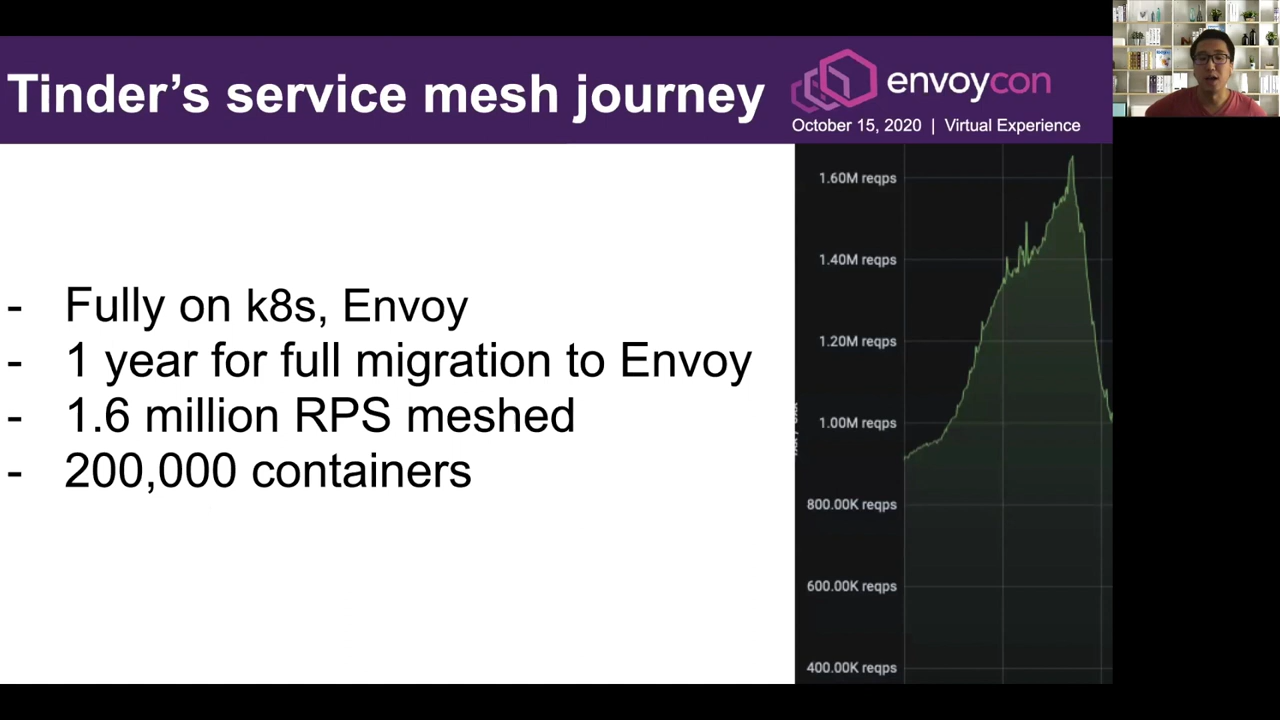 Tinder's service mesh journey
envoycon
October 15, 2020 | Virtual Experience
- Fully on k8s, Envoy
- 1 year for full migration to Envoy
- 1.6 million RPS meshed
- 200,000 containers
1.60M reqps
1.40M reqps
1.20M reqps
1.00M reqps
800.00K reqps
600.00K reqps
400.00K reqps